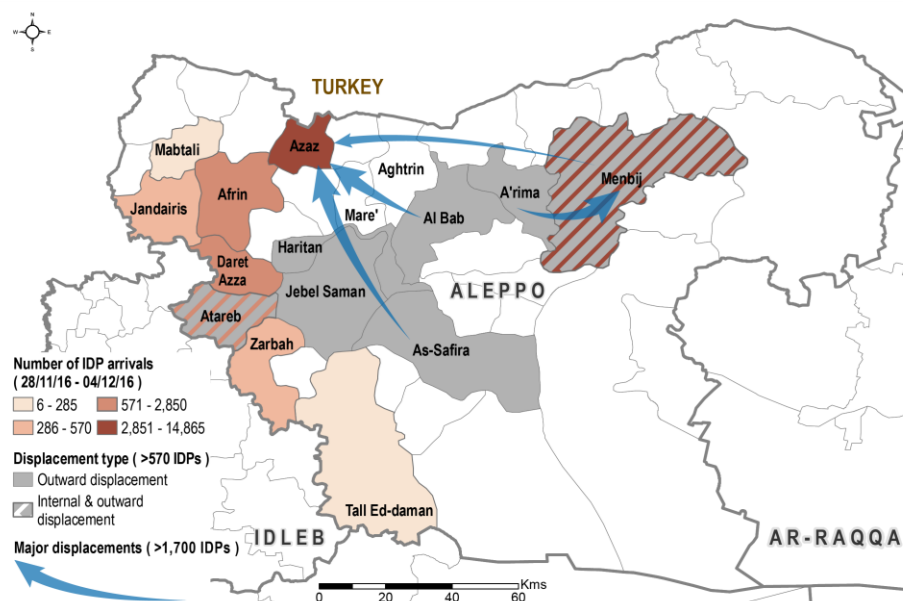 N
W E
S
TURKEY
Mabtali
Azaz
Aghtrin
Menbij
Afrin
A'rima
Jandairis
Mare'
Al Bab
Haritan
Daret
Azza
ALEPPO
Jebel Saman
Atareb
As-Safira
Zarbah
Number of IDP arrivals
( 28/11/16 - 04/12/16 )
6 - 285
571 - 2,850
286 - 570
2,851 - 14,865
Displacement type ( >570 IDPs )
Outward displacement
Internal & outward
displacement
Tall Ed-daman
IDLEB
AR-RAQQA
Major displacements ( >1,700 IDPs)
Kms
0 10 20 40 60